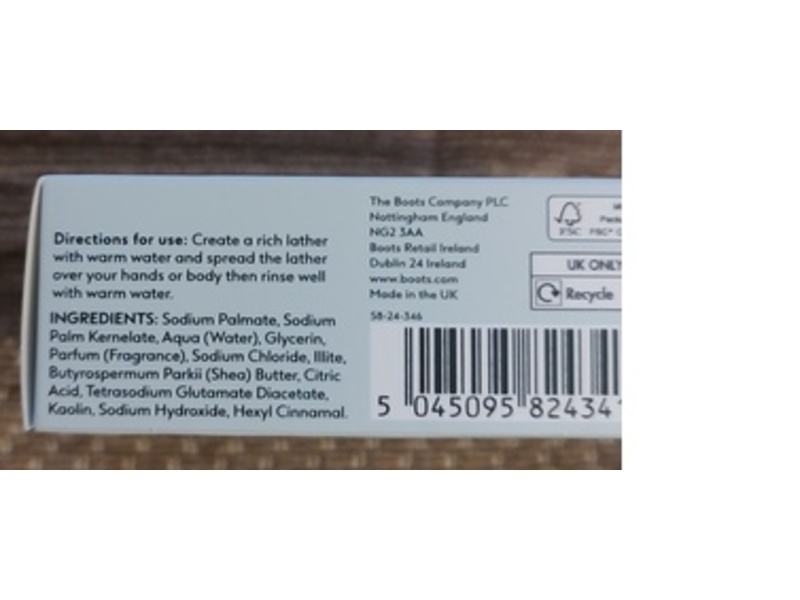 Directions for use: Create a rich lather
with warm water and spread the lather
over your hands or body then rinse well
with warm water.
INGREDIENTS: Sodium Palmate, Sodium
Palm Kernelate, Aqua (Water), Glycerin,
Parfum (Fragrance), Sodium Chloride, Illite,
Butyrospermum Parkii (Shea) Butter, Citric
Acid, Tetrasodium Glutamate Diacetate,
Kaolin, Sodium Hydroxide, Hexyl Cinnamal.
The Boots Company PLC
Nottingham England
NG2 3AA
Boots Retail Ireland
Dublin 24 Ireland
www.boots.com
Made in the UK
58-24-346
5 045095 82434
FSC
UK ONLY
Recycle